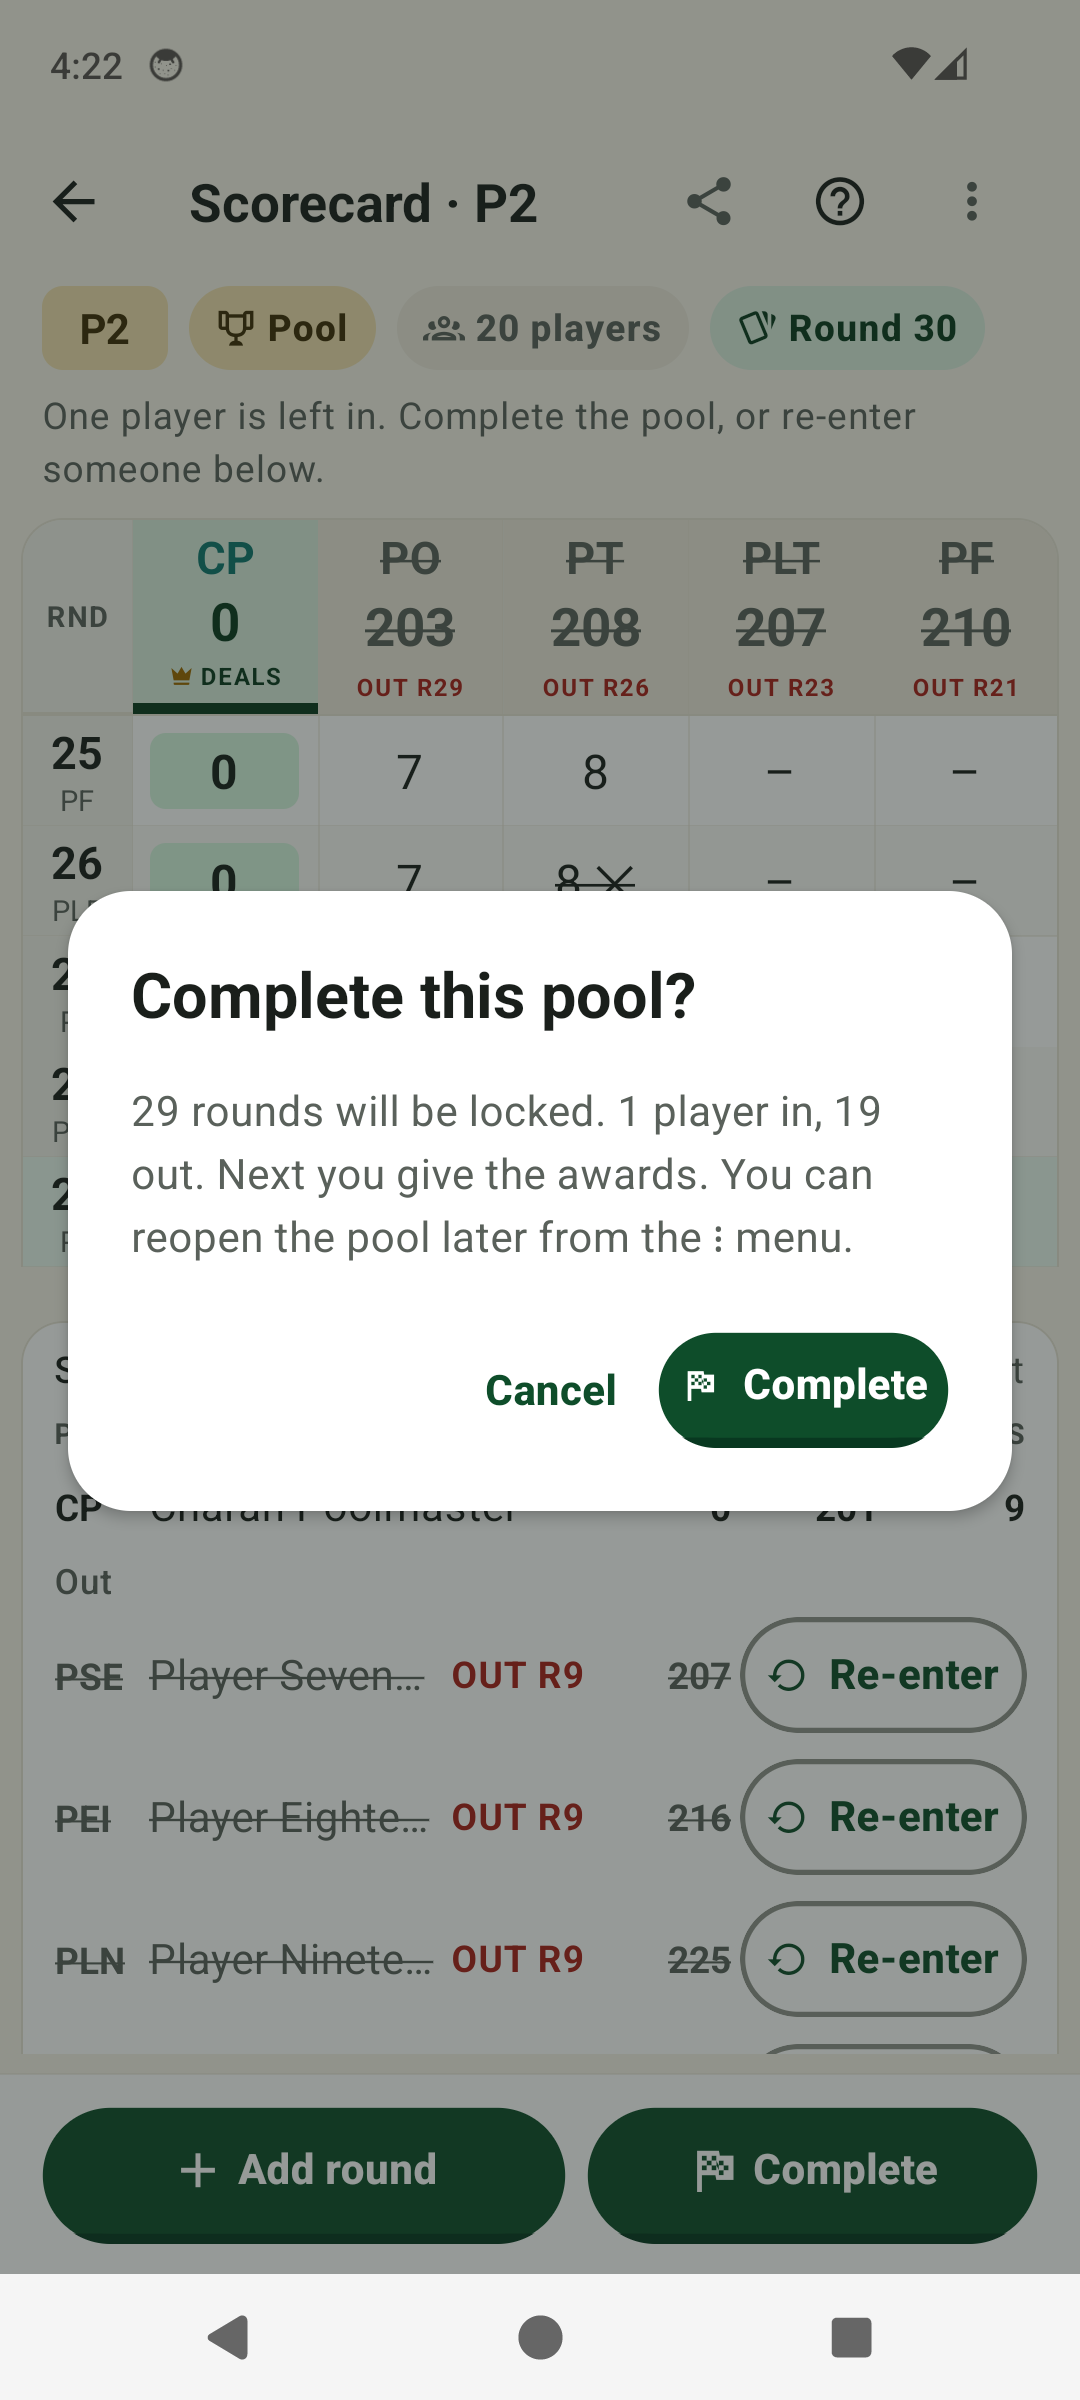 4:22
Scorecard · P2
P2
Pool
20 players
Round 30
One player is left in. Complete the pool, or re-enter
someone below.
RND
CP
PO
PT
PLT
PF
0
203
208
207
210
DEALS
OUT R29
OUT R26
OUT R23
OUT R21
25
0
7
8
–
–
PF
26
0
7
8 ×
–
–
Complete this pool?
29 rounds will be locked. 1 player in, 19
out. Next you give the awards. You can
reopen the pool later from the ⋮ menu.
Cancel
Complete
CP
9
Out
PSE Player Seven… OUT R9 207 Re-enter
PEI Player Eighte… OUT R9 216 Re-enter
PLN Player Ninete… OUT R9 225 Re-enter
+ Add round
Complete